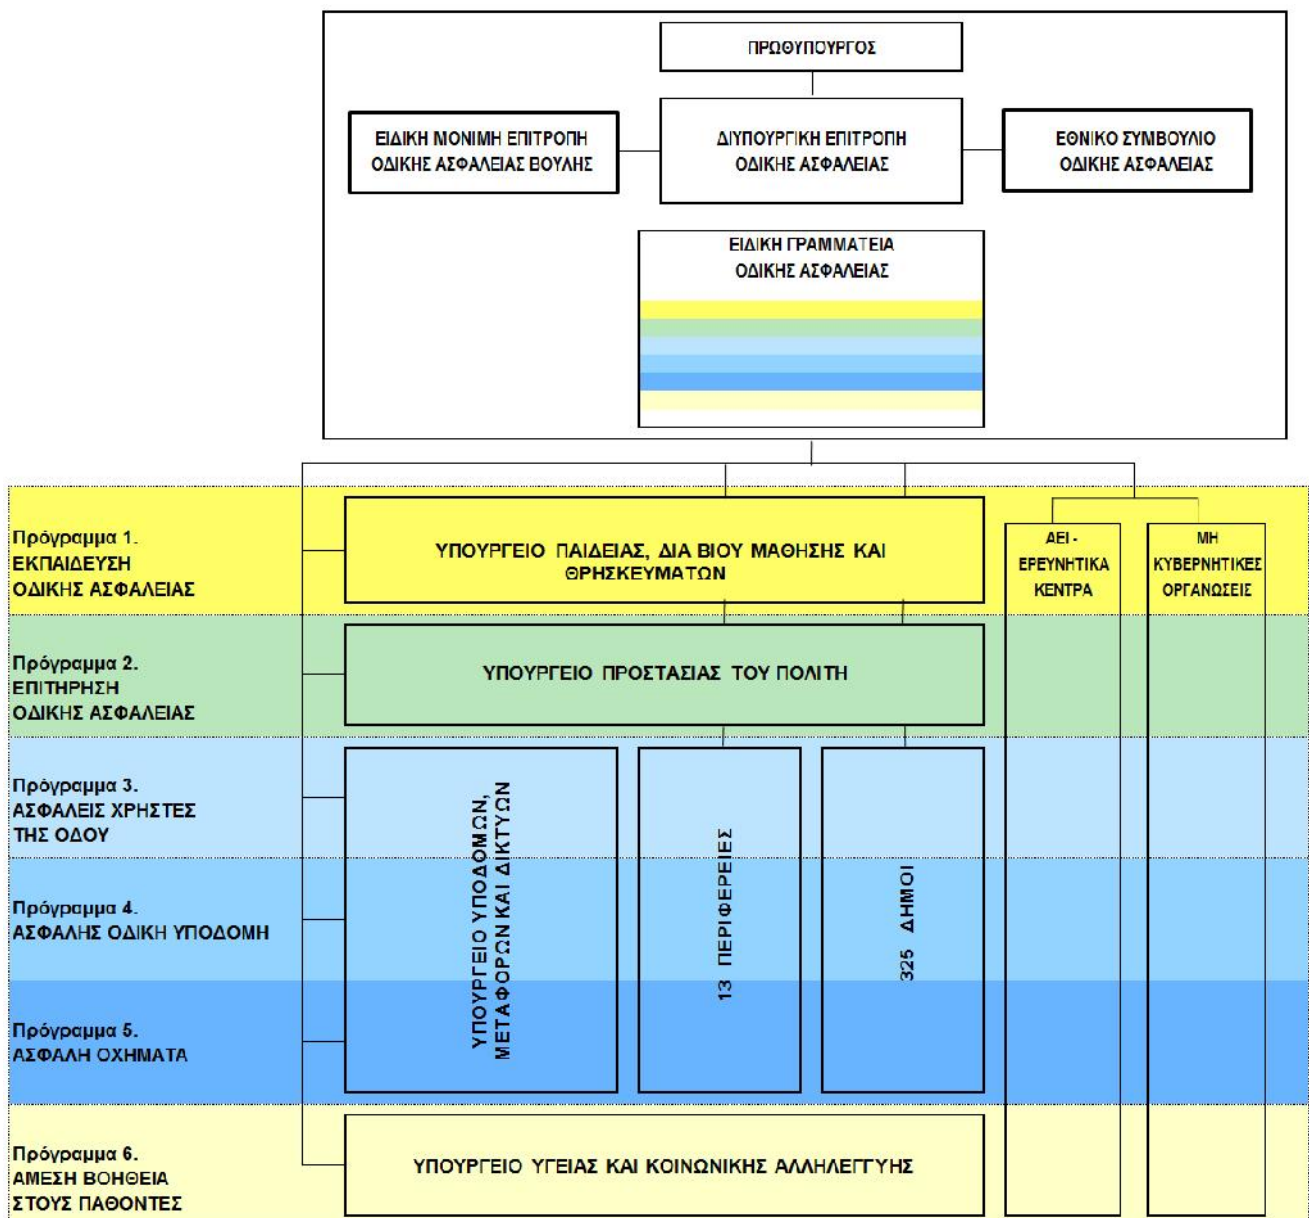 ΠΡΩΘΥΠΟΥΡΓΟΣ
ΕΙΔΙΚΗ ΜΟΝΙΜΗ ΕΠΙΤΡΟΠΗ
ΟΔΙΚΗΣ ΑΣΦΑΛΕΙΑΣ ΒΟΥΛΗΣ
ΔΙΥΠΟΥΡΓΙΚΗ ΕΠΙΤΡΟΠΗ
ΟΔΙΚΗΣ ΑΣΦΑΛΕΙΑΣ
ΕΘΝΙΚΟ ΣΥΜΒΟΥΛΙΟ
ΟΔΙΚΗΣ ΑΣΦΑΛΕΙΑΣ
ΕΙΔΙΚΗ ΓΡΑΜΜΑΤΕΙΑ
ΟΔΙΚΗΣ ΑΣΦΑΛΕΙΑΣ
Πρόγραμμα 1.
ΕΚΠΑΙΔΕΥΣΗ
ΟΔΙΚΗΣ ΑΣΦΑΛΕΙΑΣ
ΥΠΟΥΡΓΕΙΟ ΠΑΙΔΕΙΑΣ, ΔΙΑ ΒΙΟΥ ΜΑΘΗΣΗΣ ΚΑΙ
ΘΡΗΣΚΕΥΜΑΤΩΝ
ΑΕΙ -
ΕΡΕΥΝΗΤΙΚΑ
ΚΕΝΤΡΑ
ΜΗ
ΚΥΒΕΡΝΗΤΙΚΕΣ
ΟΡΓΑΝΩΣΕΙΣ
Πρόγραμμα 2.
ΕΠΙΤΗΡΗΣΗ
ΟΔΙΚΗΣ ΑΣΦΑΛΕΙΑΣ
ΥΠΟΥΡΓΕΙΟ ΠΡΟΣΤΑΣΙΑΣ ΤΟΥ ΠΟΛΙΤΗ
Πρόγραμμα 3.
ΑΣΦΑΛΕΙΣ ΧΡΗΣΤΕΣ
ΤΗΣ ΟΔΟΥ
Πρόγραμμα 4.
ΑΣΦΑΛΗΣ ΟΔΙΚΗ ΥΠΟΔΟΜΗ
Πρόγραμμα 5.
ΑΣΦΑΛΗ ΟΧΗΜΑΤΑ
ΥΠΟΥΡΓΕΙΟ ΥΠΟΔΟΜΩΝ,
ΜΕΤΑΦΟΡΩΝ ΚΑΙ ΔΙΚΤΥΩΝ
13 ΠΕΡΙΦΕΡΕΙΕΣ
325 ΔΗΜΟΙ
Πρόγραμμα 6.
ΑΜΕΣΗ ΒΟΗΘΕΙΑ
ΣΤΟΥΣ ΠΑΘΟΝΤΕΣ
ΥΠΟΥΡΓΕΙΟ ΥΓΕΙΑΣ ΚΑΙ ΚΟΙΝΩΝΙΚΗΣ ΑΛΛΗΛΕΓΓΥΗΣ